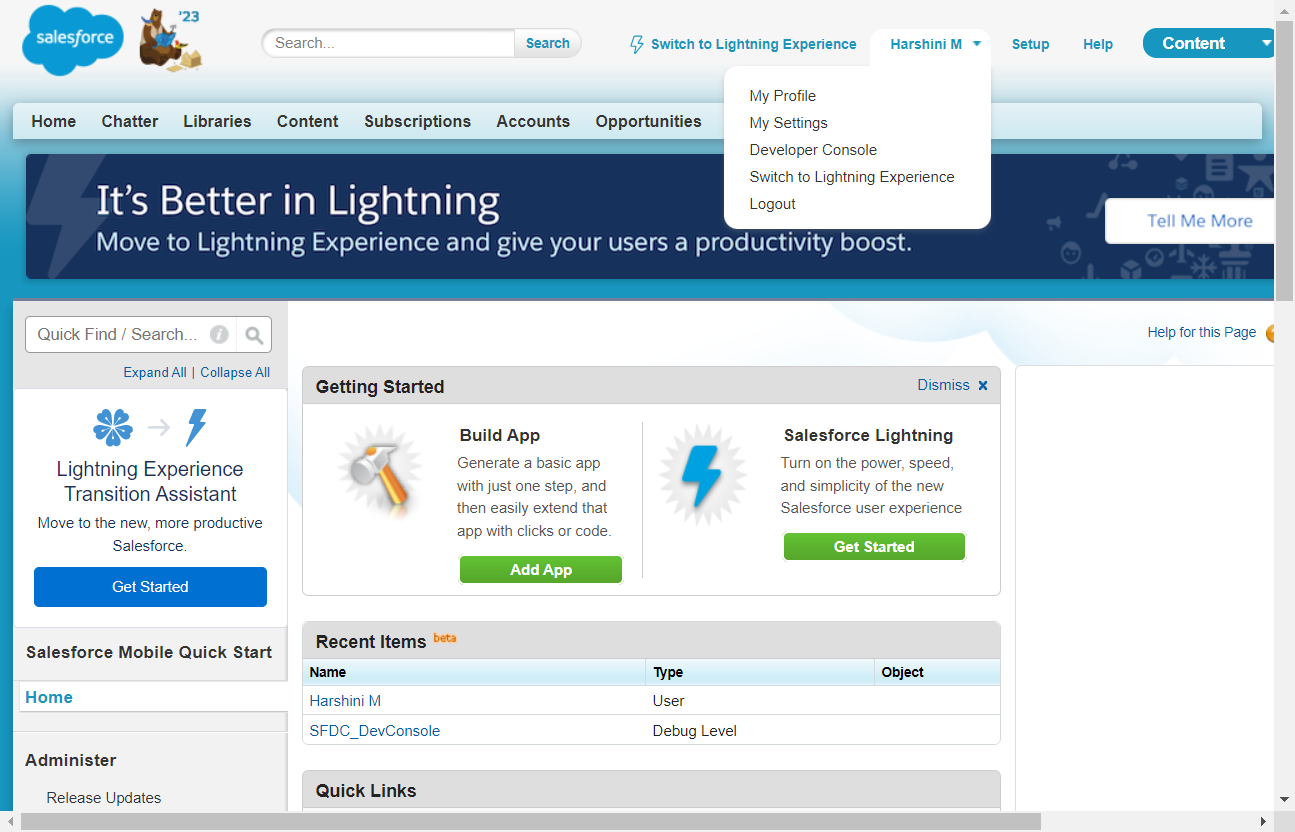 salesforce
'23
Search...
Search
Switch to Lightning Experience
Harshini M
Setup
Help
Content
My Profile
My Settings
Developer Console
Switch to Lightning Experience
Logout
Home
Chatter
Libraries
Content
Subscriptions
Accounts
Opportunities
It's Better in Lightning
Move to Lightning Experience and give your users a productivity boost.
Tell Me More
Quick Find / Search...
i
Expand All | Collapse All
Lightning Experience
Transition Assistant
Move to the new, more productive
Salesforce.
Get Started
Salesforce Mobile Quick Start
Home
Administer
Release Updates
Help for this Page
Getting Started
Dismiss
Build App
Generate a basic app
with just one step, and
then easily extend that
app with clicks or code.
Add App
Salesforce Lightning
Turn on the power, speed,
and simplicity of the new
Salesforce user experience
Get Started
Recent Items beta
Name Type Object
Harshini M User
SFDC_DevConsole Debug Level
Quick Links